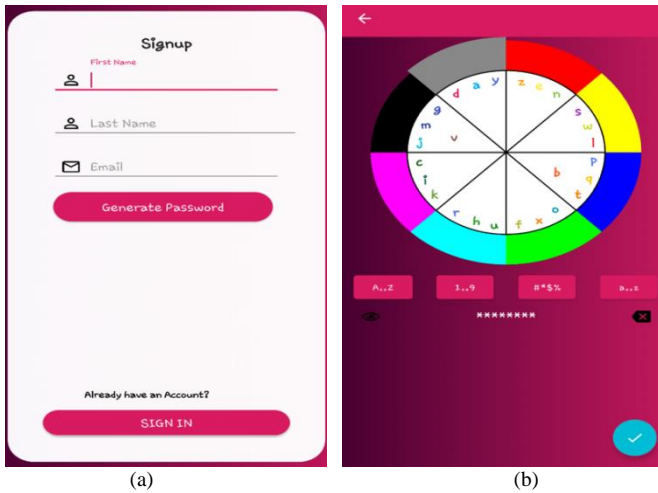 Signup
First Name
Last Name
Email
Generate Password
Already have an Account?
SIGN IN
(a)
d a y
z e n
g m j v
s w l
c i k
p q t b
r h u
f x o
A..Z 1..9 #*$% a..z
********
(b)